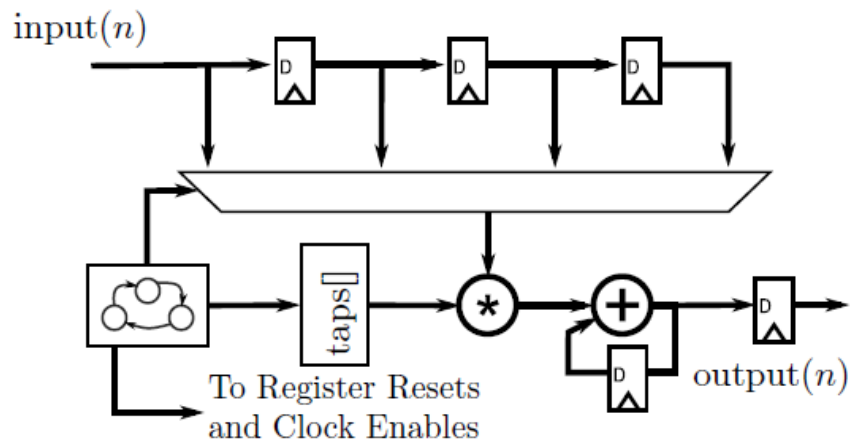 input(n)
D
D
D
taps[]
*
+
D
D
To Register Resets
and Clock Enables
output(n)